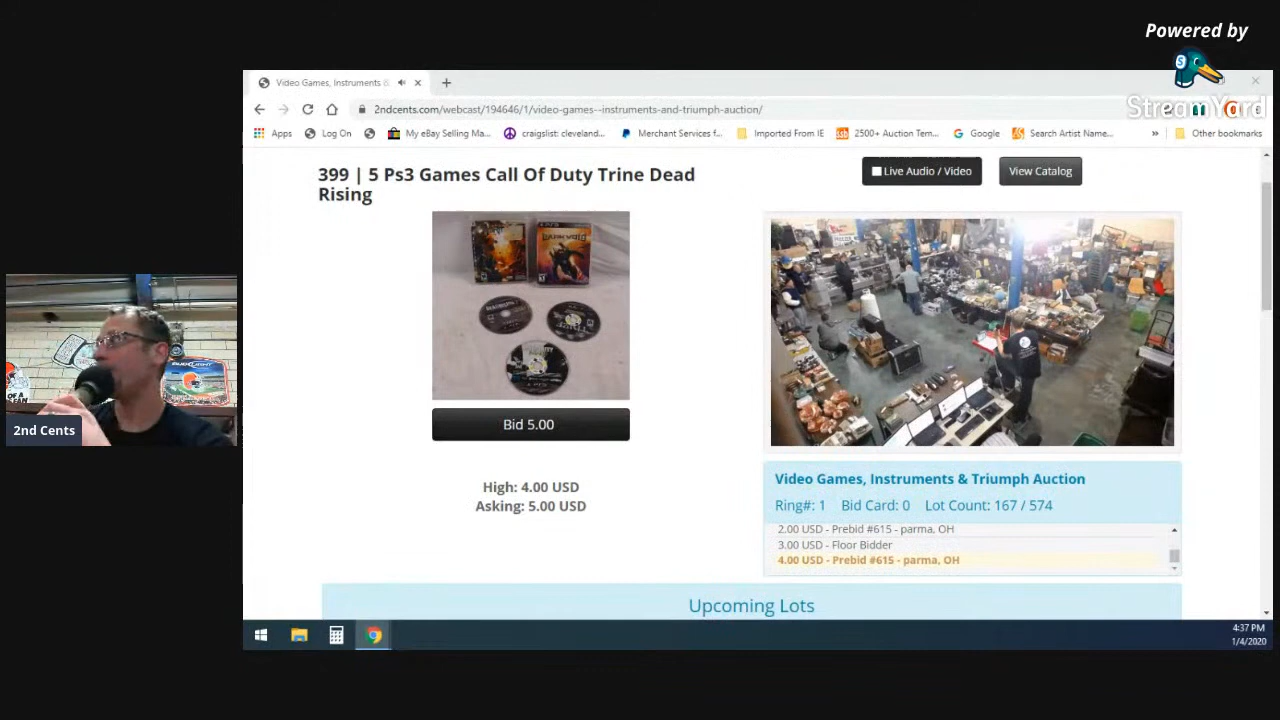 Powered by
StreamYard
Video Games, Instruments &
2ndcents.com/webcast/194646/1/video-games--instruments-and-triumph-auction/
Apps
Log On
My eBay Selling Ma...
craigslist: cleveland...
Merchant Services f...
Imported From IE
2500+ Auction Tem...
Google
Search Artist Name...
»
Other bookmarks
399 | 5 Ps3 Games Call Of Duty Trine Dead
Rising
Live Audio / Video
View Catalog
Bid 5.00
High: 4.00 USD
Asking: 5.00 USD
Video Games, Instruments & Triumph Auction
Ring#: 1 Bid Card: 0 Lot Count: 167 / 574
2.00 USD - Prebid #615 - parma, OH
3.00 USD - Floor Bidder
4.00 USD - Prebid #615 - parma, OH
Upcoming Lots
2nd Cents
4:37 PM
1/4/2020